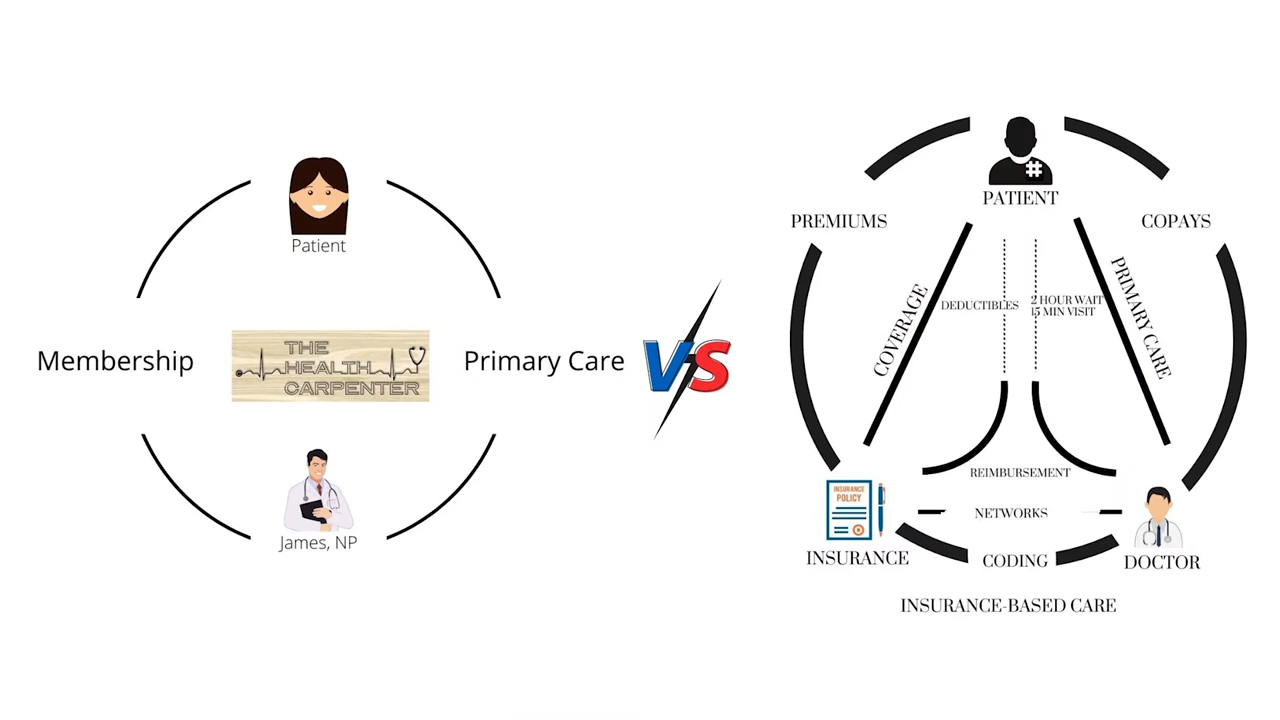 Patient
Membership
THE
HEALTH
CARPENTER
Primary Care
James, NP
VS
#
PATIENT
PREMIUMS
COPAYS
COVERAGE
DEDUCTIBLES
2 HOUR WAIT
15 MIN VISIT
PRIMARY CARE
REIMBURSEMENT
INSURANCE
POLICY
NETWORKS
INSURANCE
CODING
DOCTOR
INSURANCE-BASED CARE